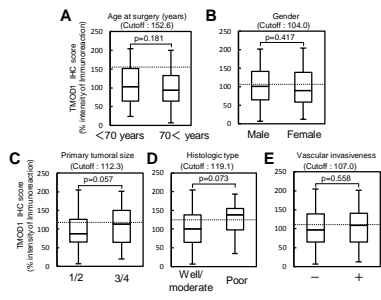 A
Age at surgery (years)
(Cutoff : 152.6)
p=0.181
TMOD1 IHC score
(% intensity of Immunoreaction)
250
200
150
100
50
0
<70 years
70< years
B
Gender
(Cutoff : 104.0)
p=0.417
250
200
150
100
50
0
Male
Female
C
Primary tumoral size
(Cutoff : 112.3)
p=0.057
TMOD1 IHC score
(% intensity of Immunoreaction)
250
200
150
100
50
0
1/2
3/4
D
Histologic type
(Cutoff : 119.1)
p=0.073
250
200
150
100
50
0
Well/
moderate
Poor
E
Vascular invasiveness
(Cutoff : 107.0)
p=0.558
250
200
150
100
50
0
−
+